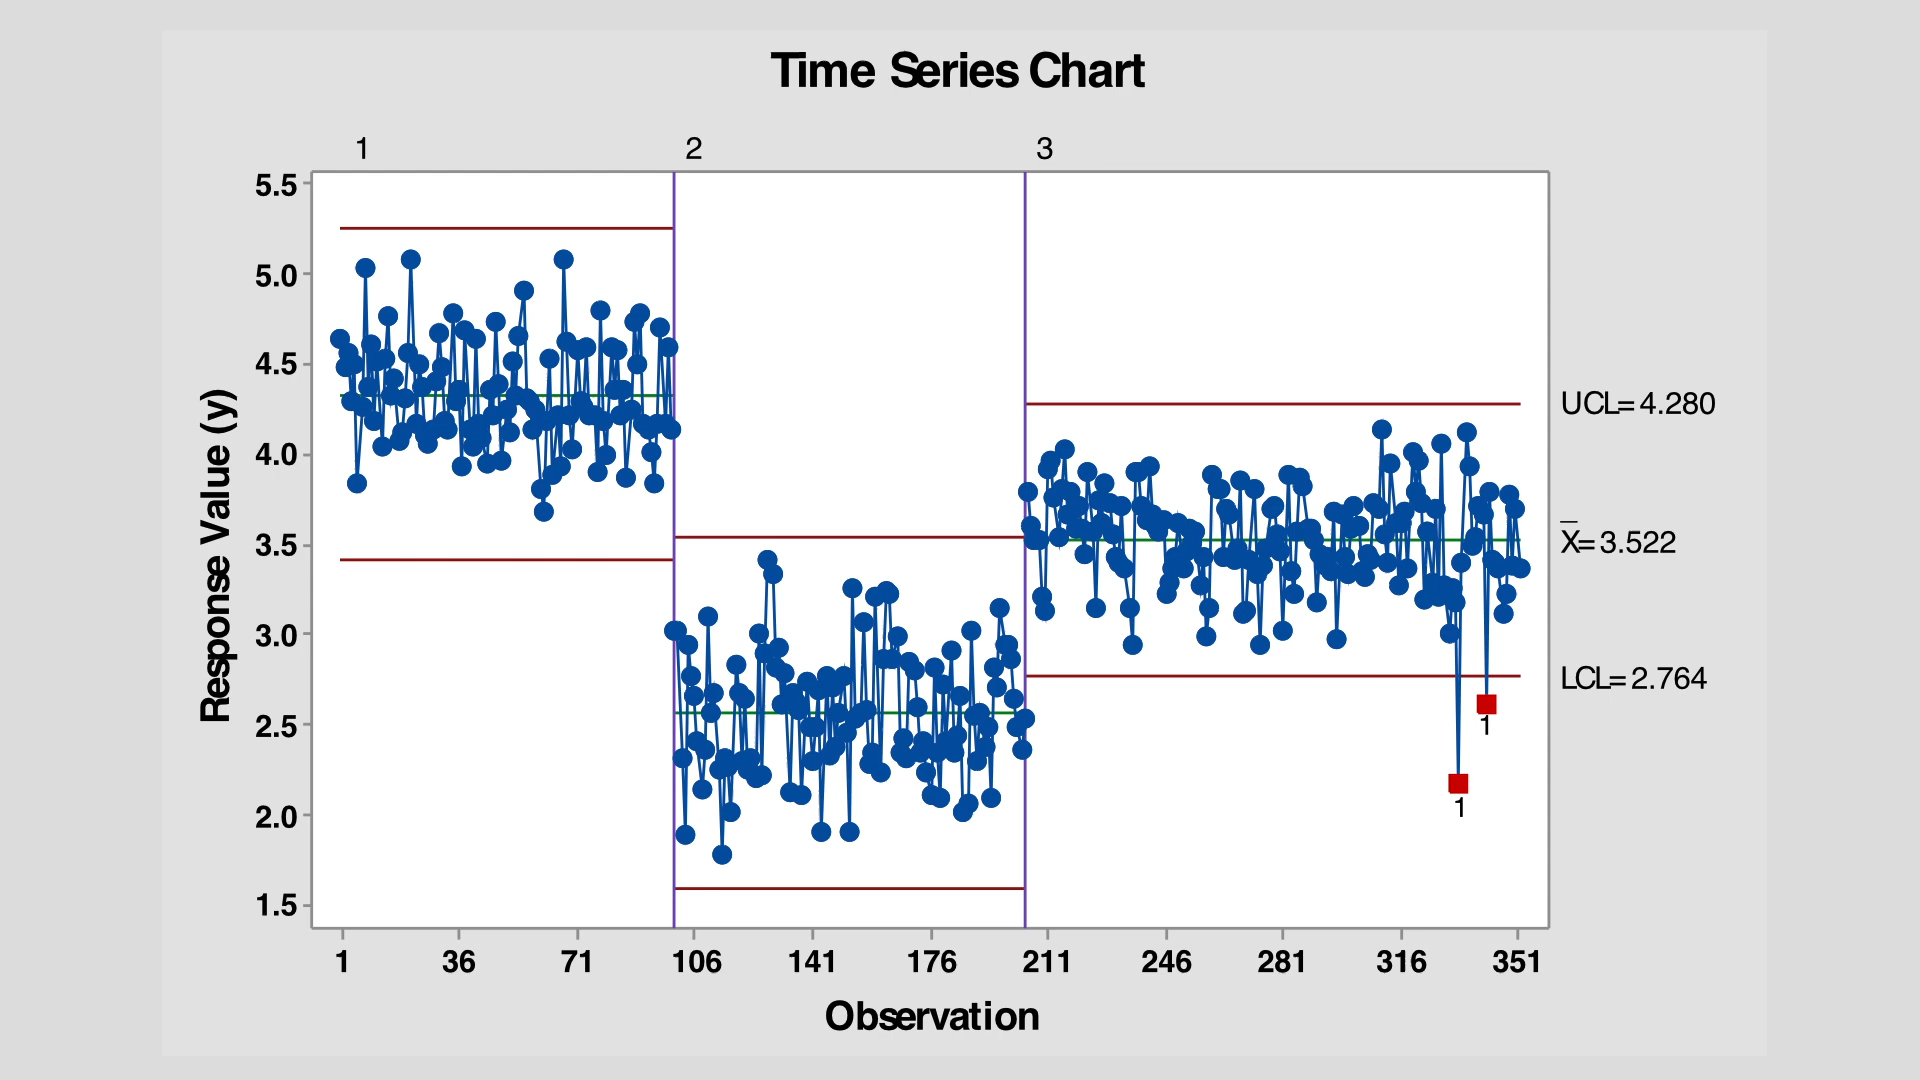 Time Series Chart
1 2 3
5.5
5.0
4.5
4.0
3.5
3.0
2.5
2.0
1.5
Response Value (y)
UCL=4.280
X̅=3.522
LCL=2.764
1
1
1 36 71 106 141 176 211 246 281 316 351
Observation